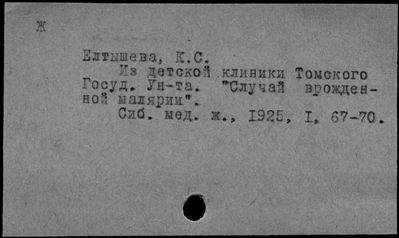 Ж
Елтышева, К.С.
Из детской клиники Томского
Госуд. Ун-та. "Случай врожден-
ной малярии".
Сиб. мед. ж., 1925, I, 67-70.